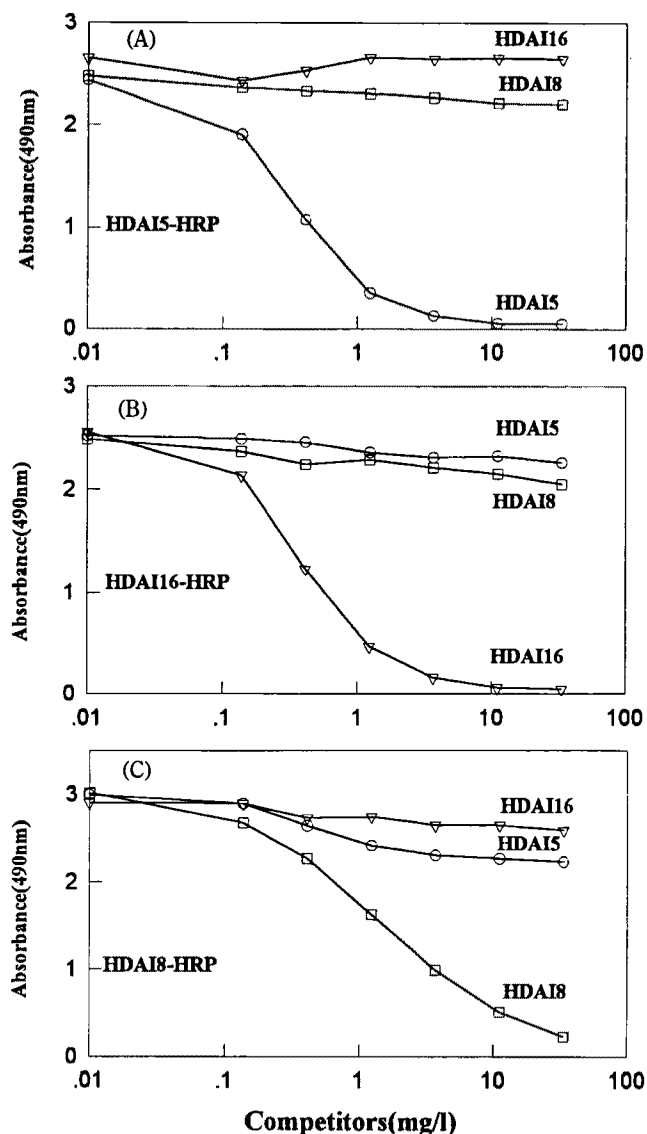 (A)
HDAI16
HDAI8
HDAI5-HRP
HDAI5
Absorbance(490nm)
3
2
1
0
.01 .1 1 10 100
(B)
HDAI5
HDAI8
HDAI16-HRP
HDAI16
Absorbance(490nm)
3
2
1
0
.01 .1 1 10 100
(C)
HDAI16
HDAI5
HDAI8-HRP
HDAI8
Absorbance(490nm)
3
2
1
0
.01 .1 1 10 100
Competitors(mg/l)